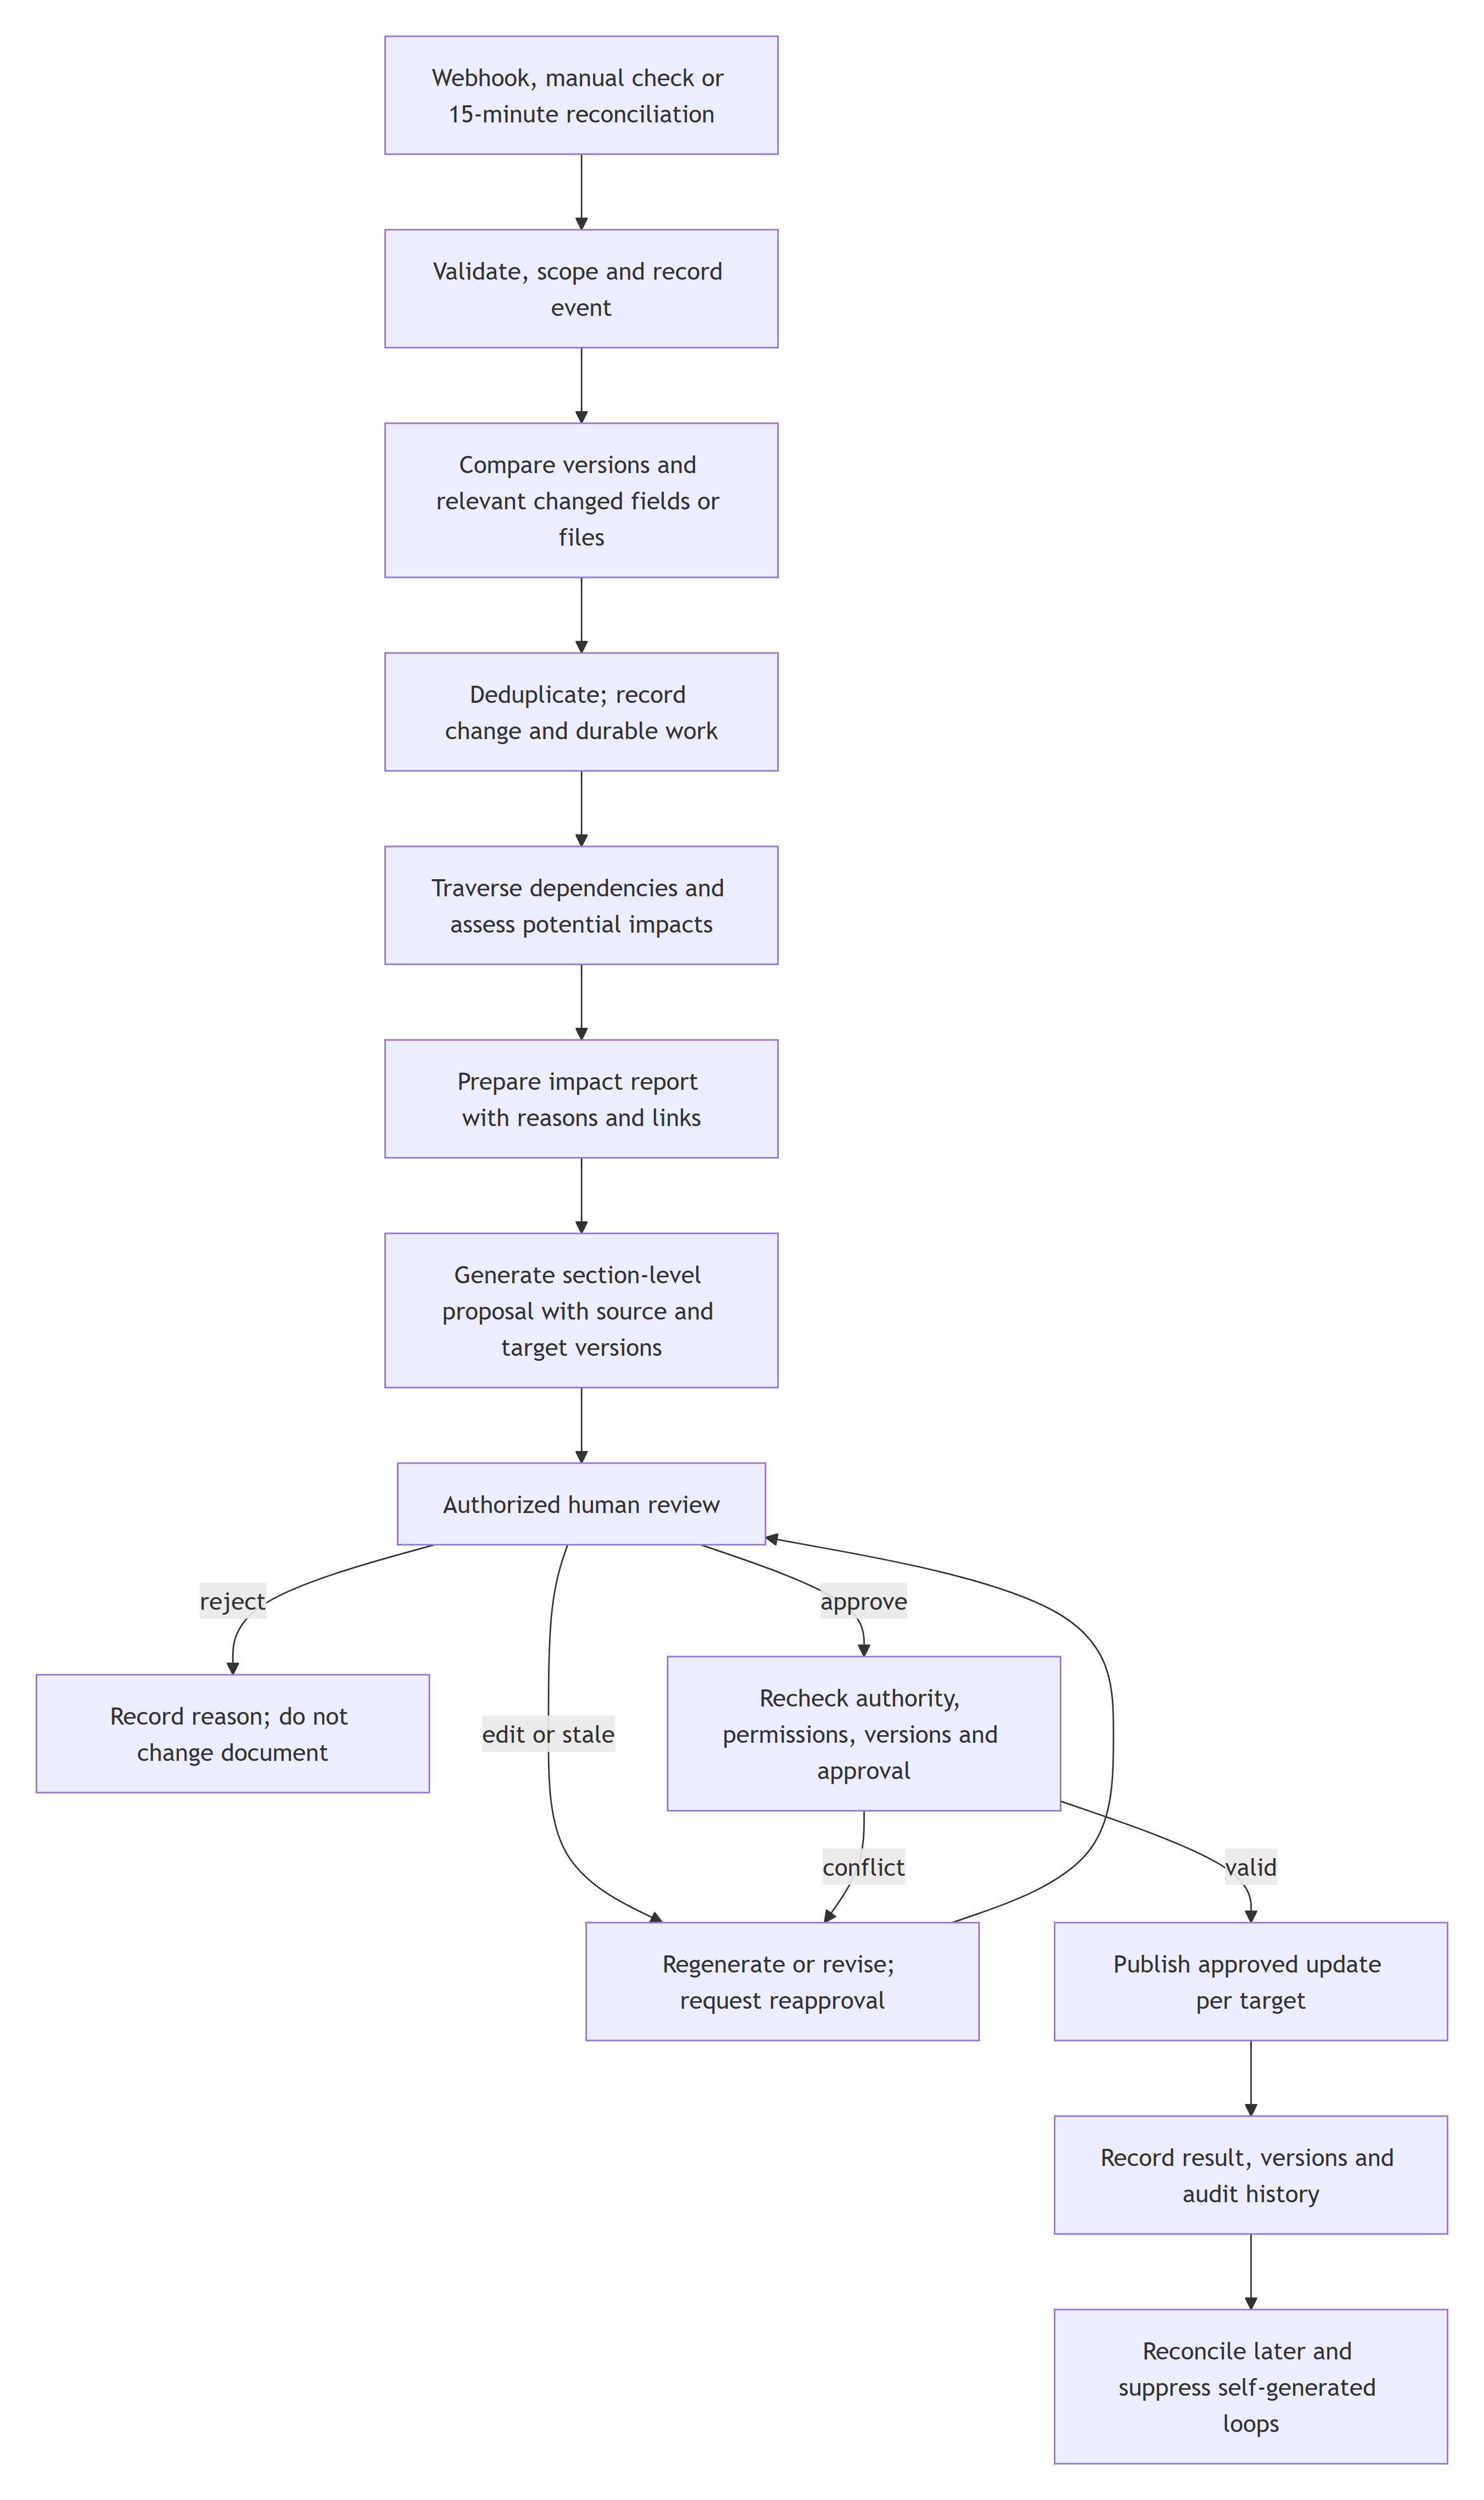 Webhook, manual check or
15-minute reconciliation
Validate, scope and record
event
Compare versions and
relevant changed fields or
files
Deduplicate; record
change and durable work
Traverse dependencies and
assess potential impacts
Prepare impact report
with reasons and links
Generate section-level
proposal with source and
target versions
Authorized human review
reject
approve
Record reason; do not
change document
edit or stale
Recheck authority,
permissions, versions and
approval
conflict
valid
Regenerate or revise;
request reapproval
Publish approved update
per target
Record result, versions and
audit history
Reconcile later and
suppress self-generated
loops